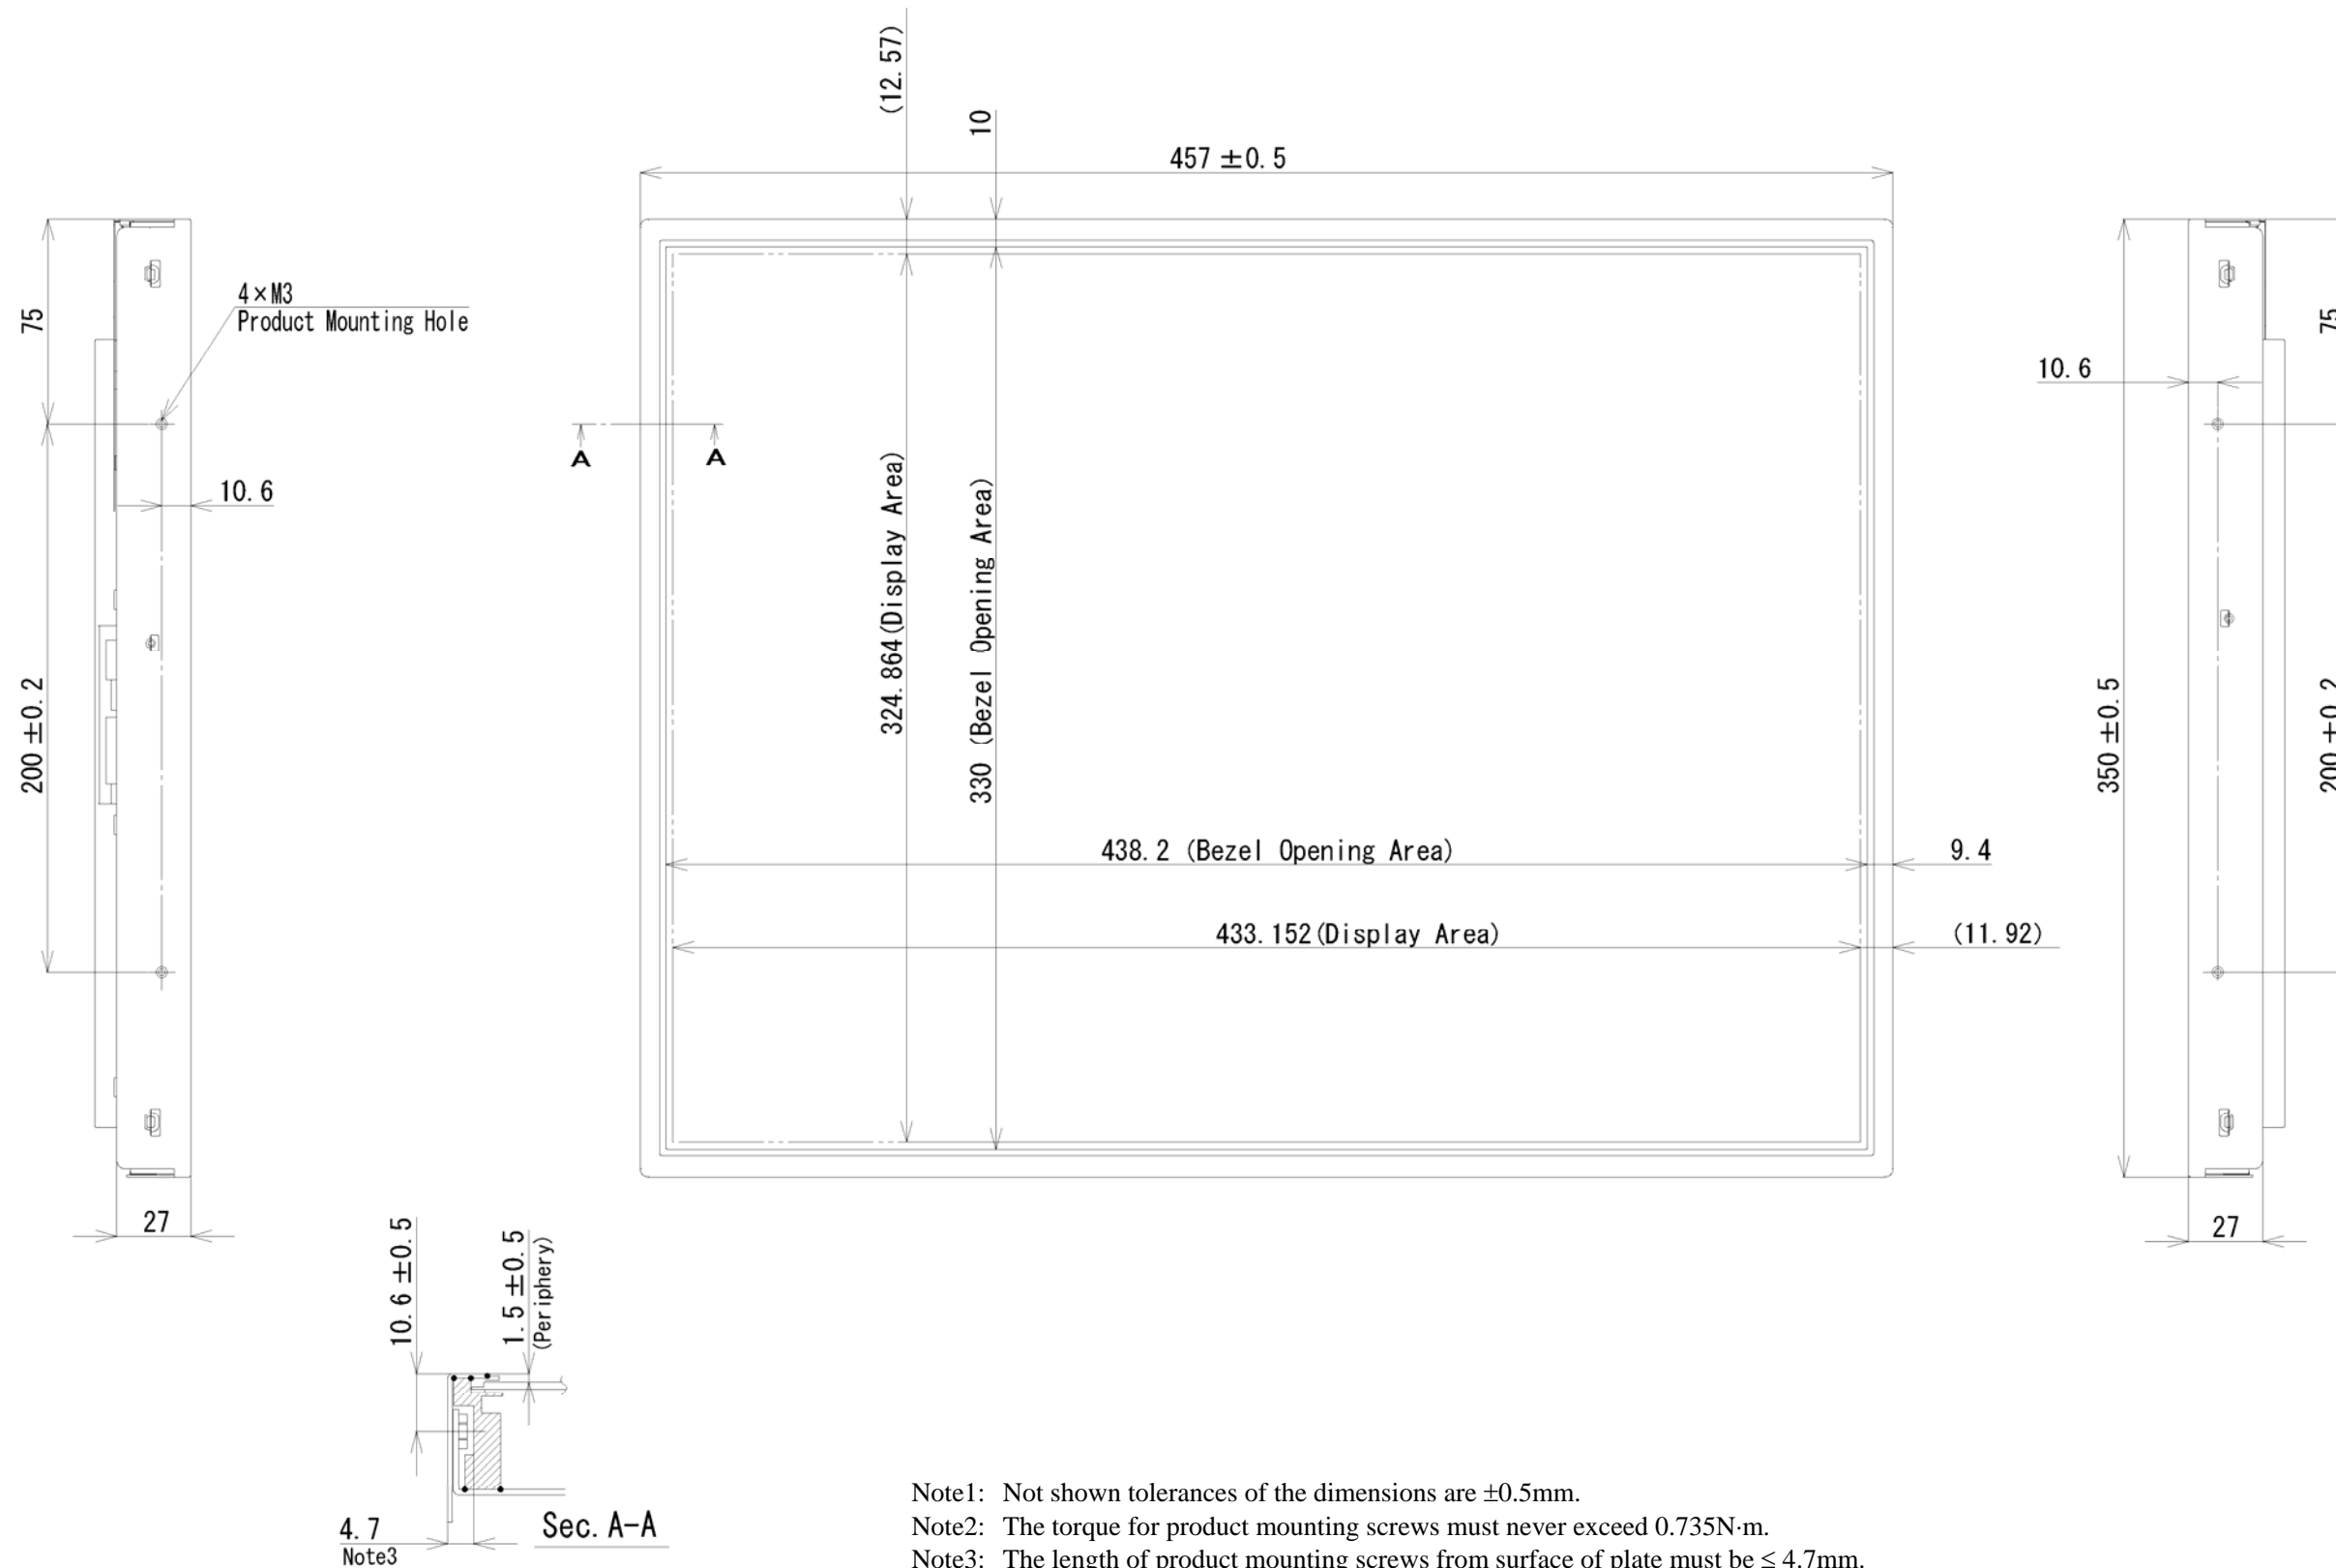 (12. 57)
10
457 ±0. 5
75
4×M3
Product Mounting Hole
75
10. 6
A
A
10. 6
324. 864(Display Area)
330 (Bezel Opening Area)
200 ±0. 2
350 ±0. 5
200 ±0. 2
438. 2 (Bezel Opening Area)
9. 4
433. 152(Display Area)
(11. 92)
27
27
10. 6 ±0. 5
1. 5 ±0. 5
(Periphery)
4. 7
Note3
Sec. A-A
Note1: Not shown tolerances of the dimensions are ±0.5mm.
Note2: The torque for product mounting screws must never exceed 0.735N·m.
Note3: The length of product mounting screws from surface of plate must be ≤ 4.7mm.